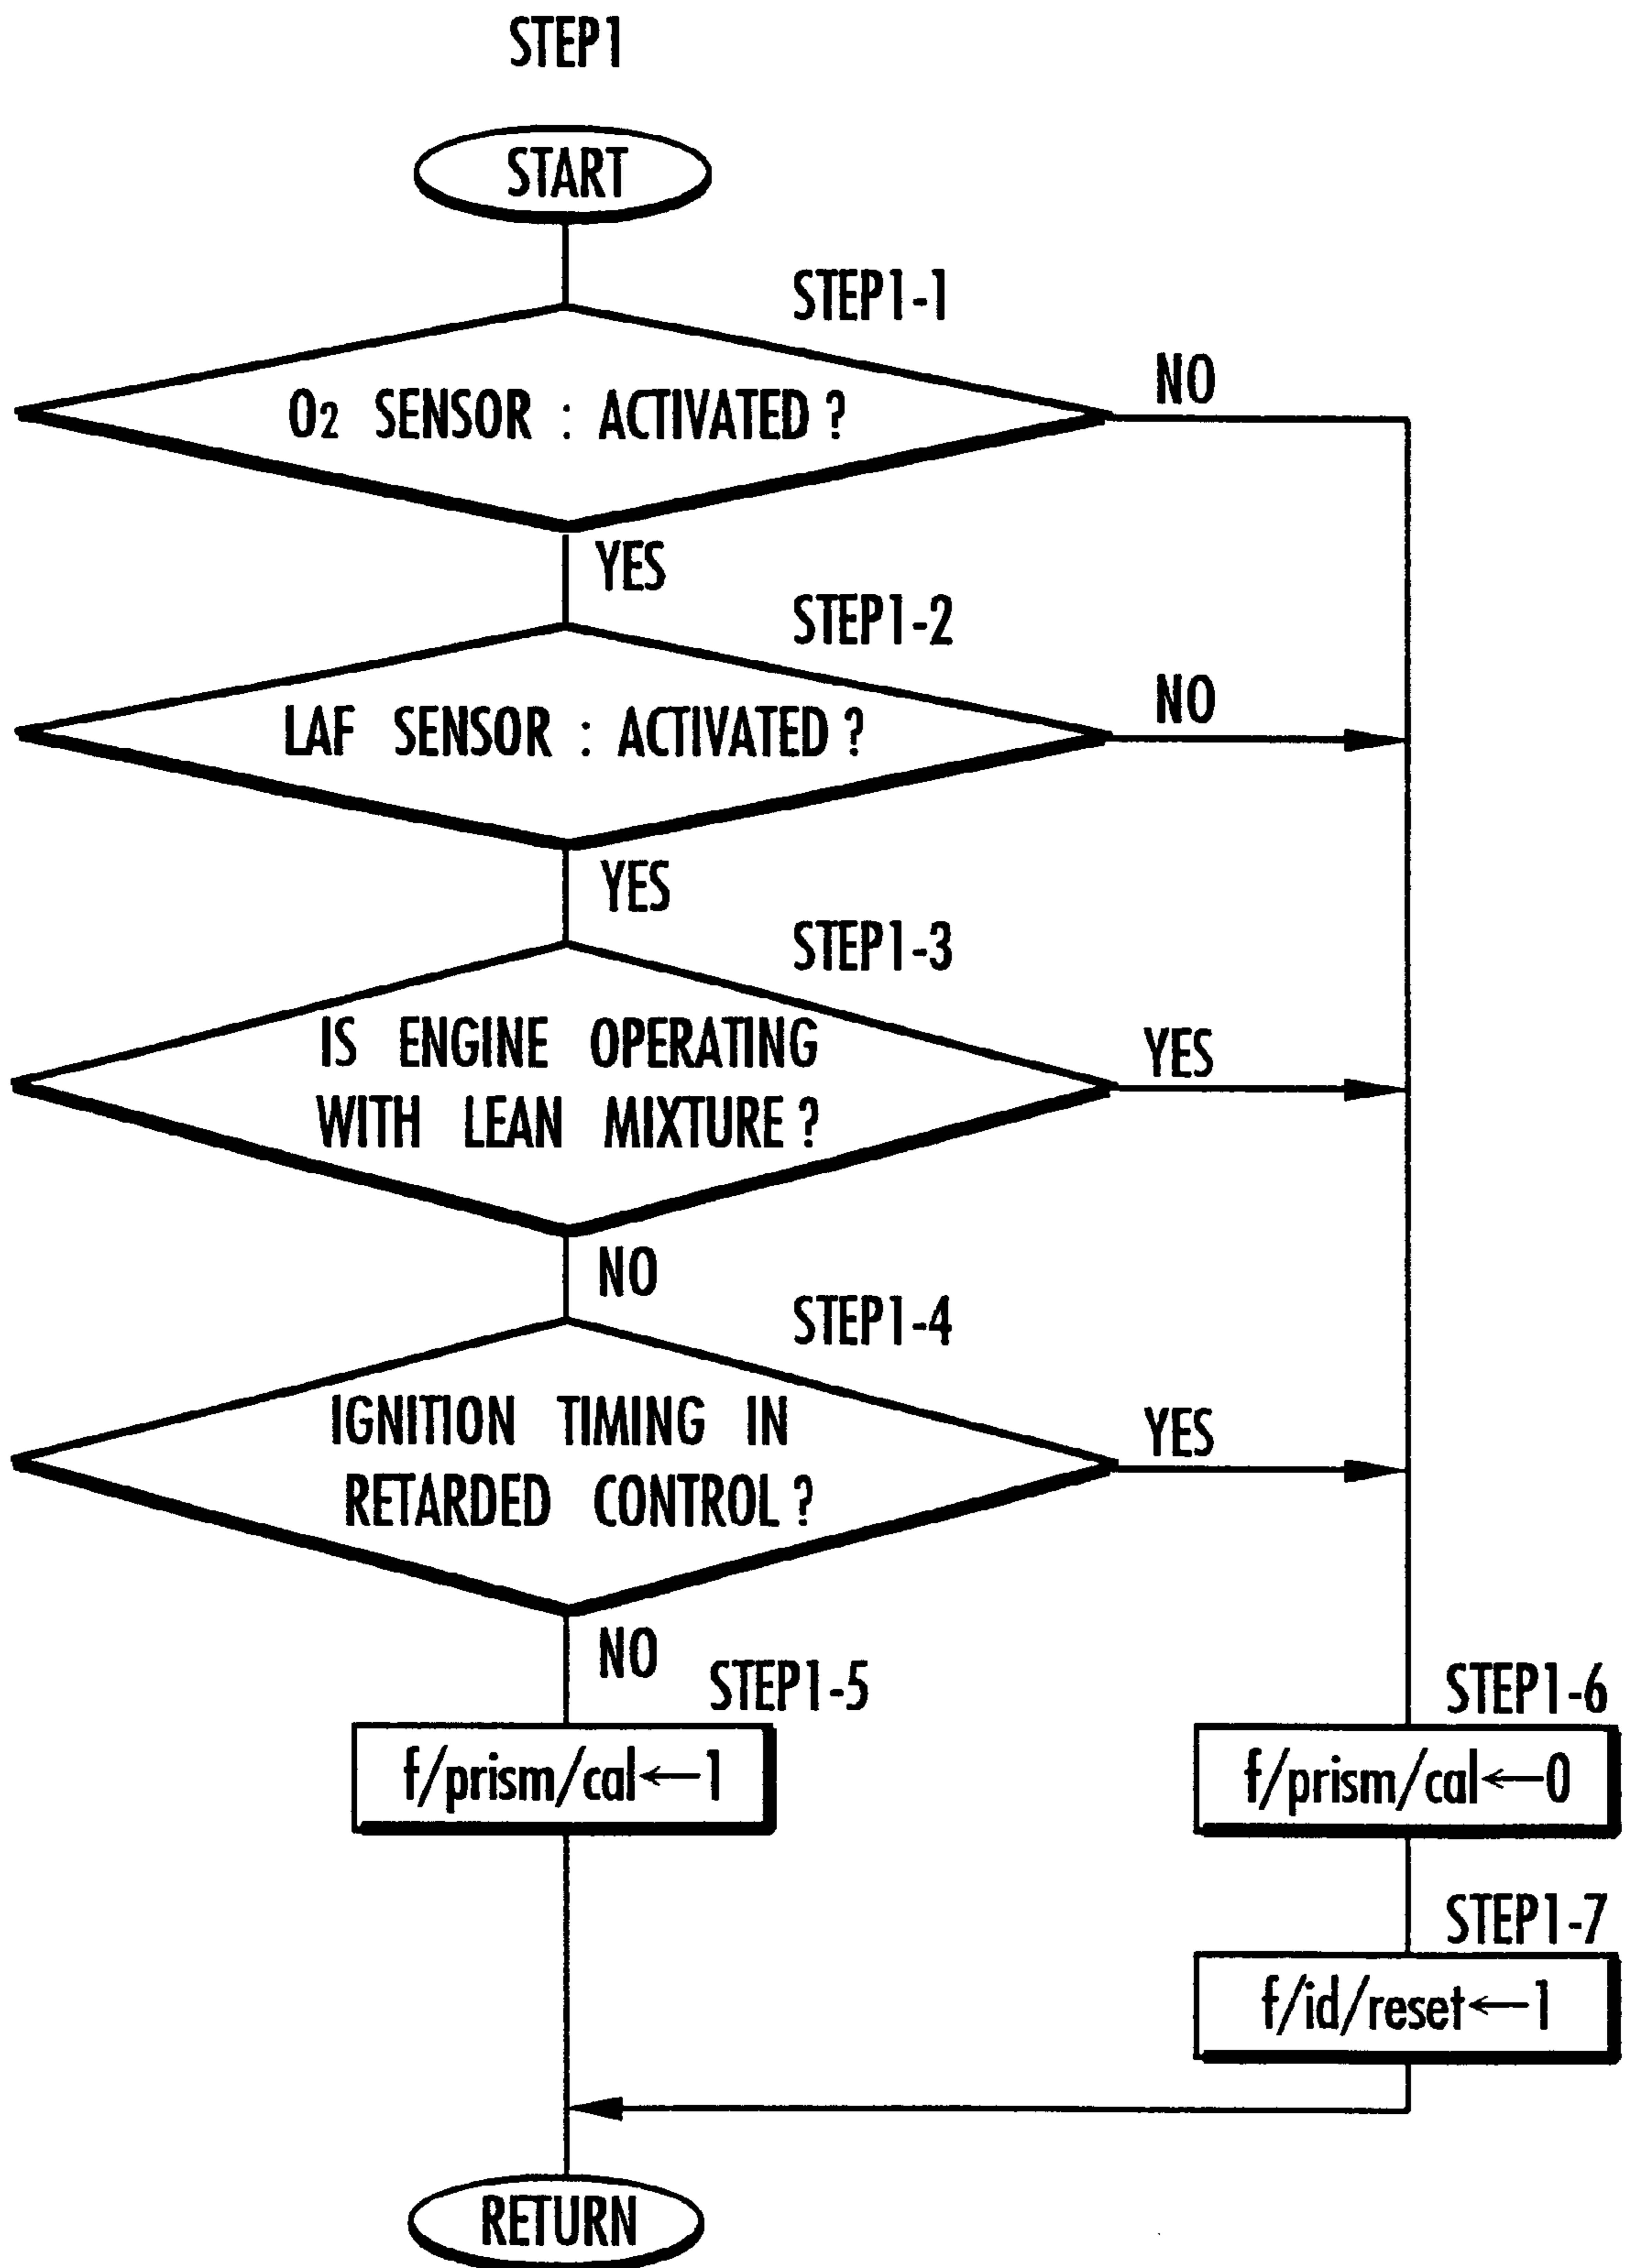 STEP1
START
STEP1-1
O2 SENSOR : ACTIVATED ?
NO
YES
STEP1-2
LAF SENSOR : ACTIVATED ?
NO
YES
STEP1-3
IS ENGINE OPERATING
WITH LEAN MIXTURE ?
YES
NO
STEP1-4
IGNITION TIMING IN
RETARDED CONTROL ?
YES
NO
STEP1-5
f/prism/cal←1
STEP1-6
f/prism/cal←0
STEP1-7
f/id/reset←1
RETURN